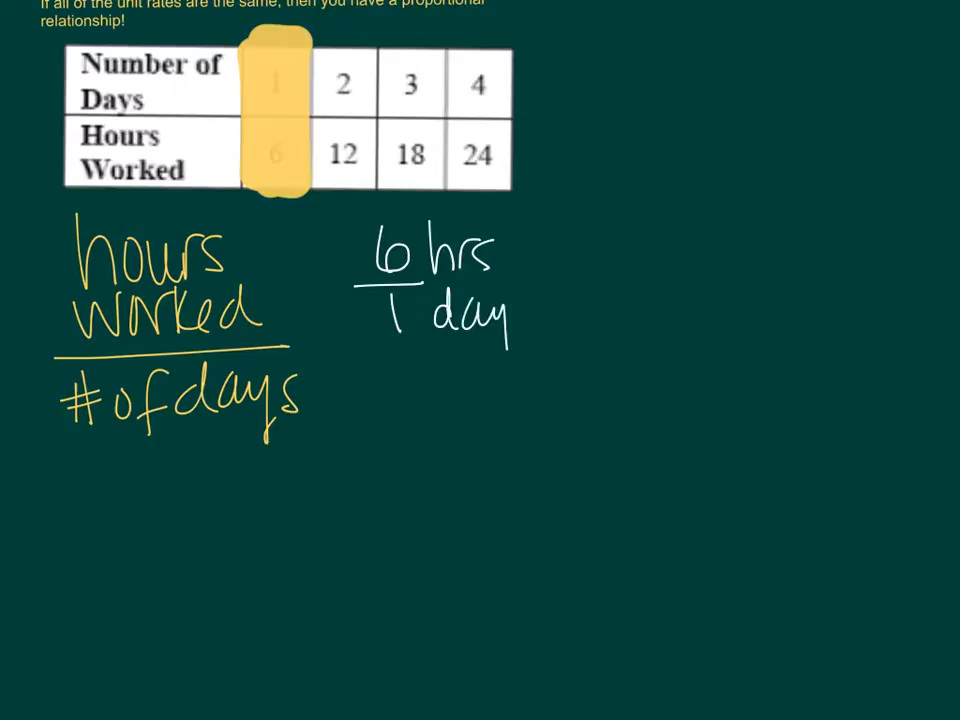 If all of the unit rates are the same, then you have a proportional
relationship!
Number of Days 1 2 3 4
Hours Worked 6 12 18 24
hours
worked
# of days
6 hrs
1 day